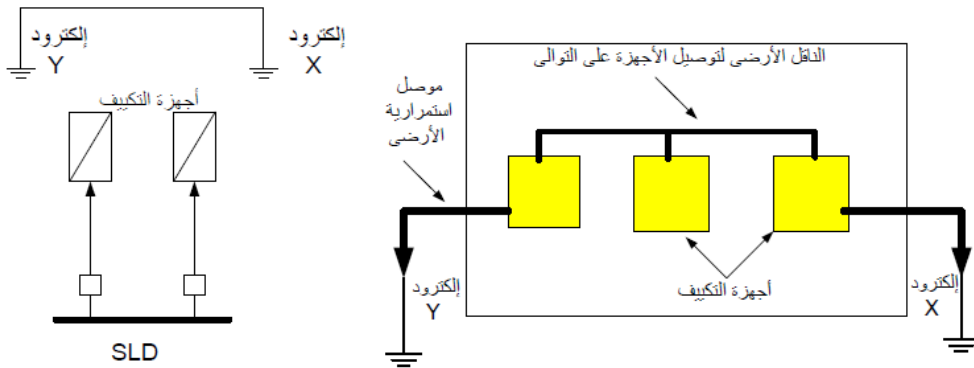 إلكترود
Y
إلكترود
X
أجهزة التكييف
SLD
الناقل الأرضى لتوصيل الأجهزة على التوالى
موصل
استمرارية
الأرضى
إلكترود
Y
أجهزة التكييف
إلكترود
X